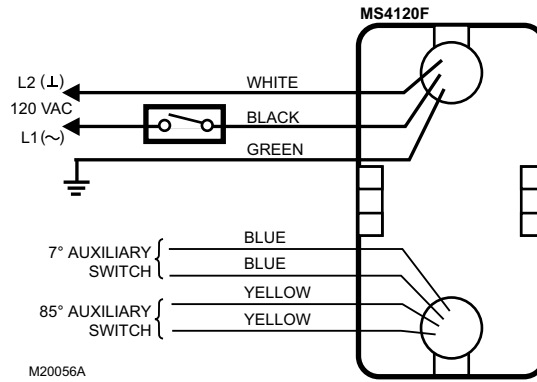 MS4120F
L2 (⊥)
WHITE
120 VAC
BLACK
L1 (~)
GREEN
BLUE
7° AUXILIARY
SWITCH
BLUE
YELLOW
85° AUXILIARY
SWITCH
YELLOW
M20056A